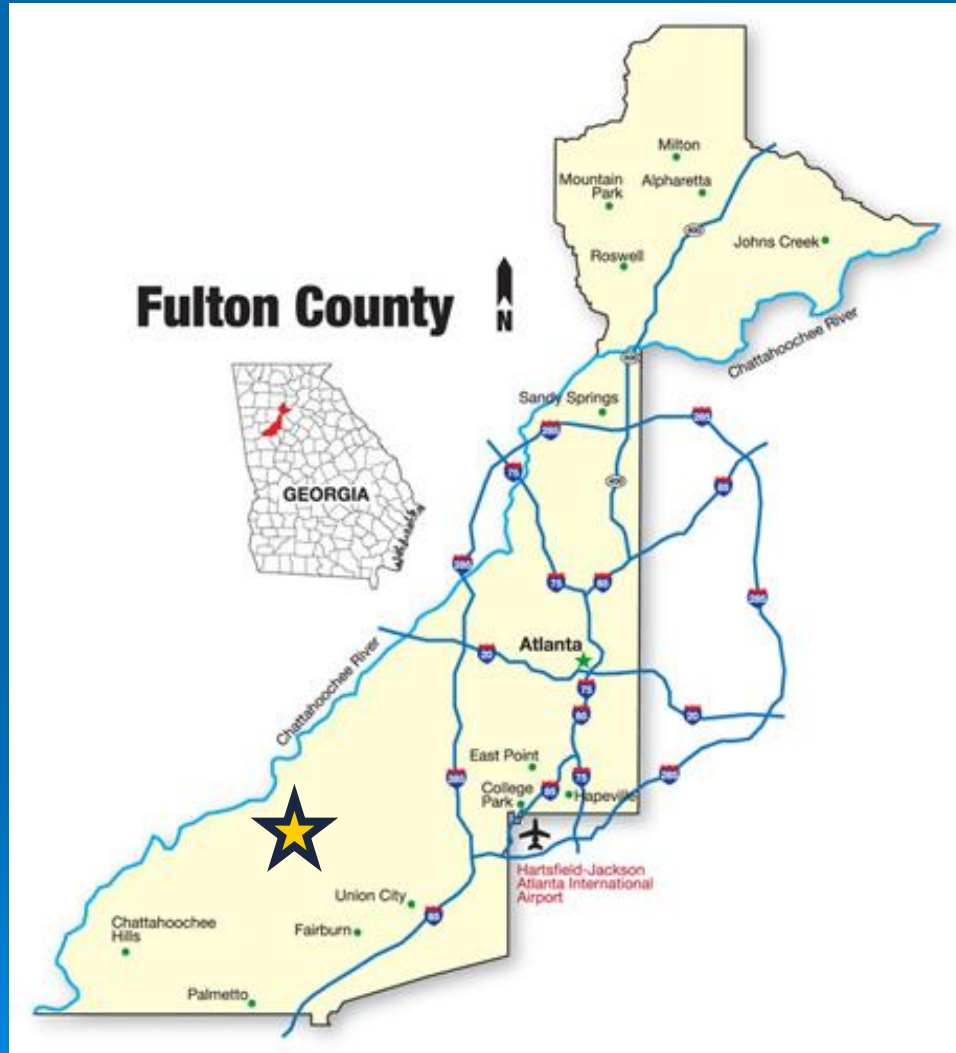 Milton
Mountain
Park
Alpharetta
400
Johns Creek
Roswell
Fulton County
N
Chattahoochee River
400
Sandy Springs
285
285
75
85
400
GEORGIA
285
75
85
285
Atlanta
20
Chattahoochee River
75
85
20
East Point
285
285
75
85
College
Park
Hapeville
Hartsfield-Jackson
Atlanta International
Airport
Union City
85
Chattahoochee
Hills
Fairburn
Palmetto